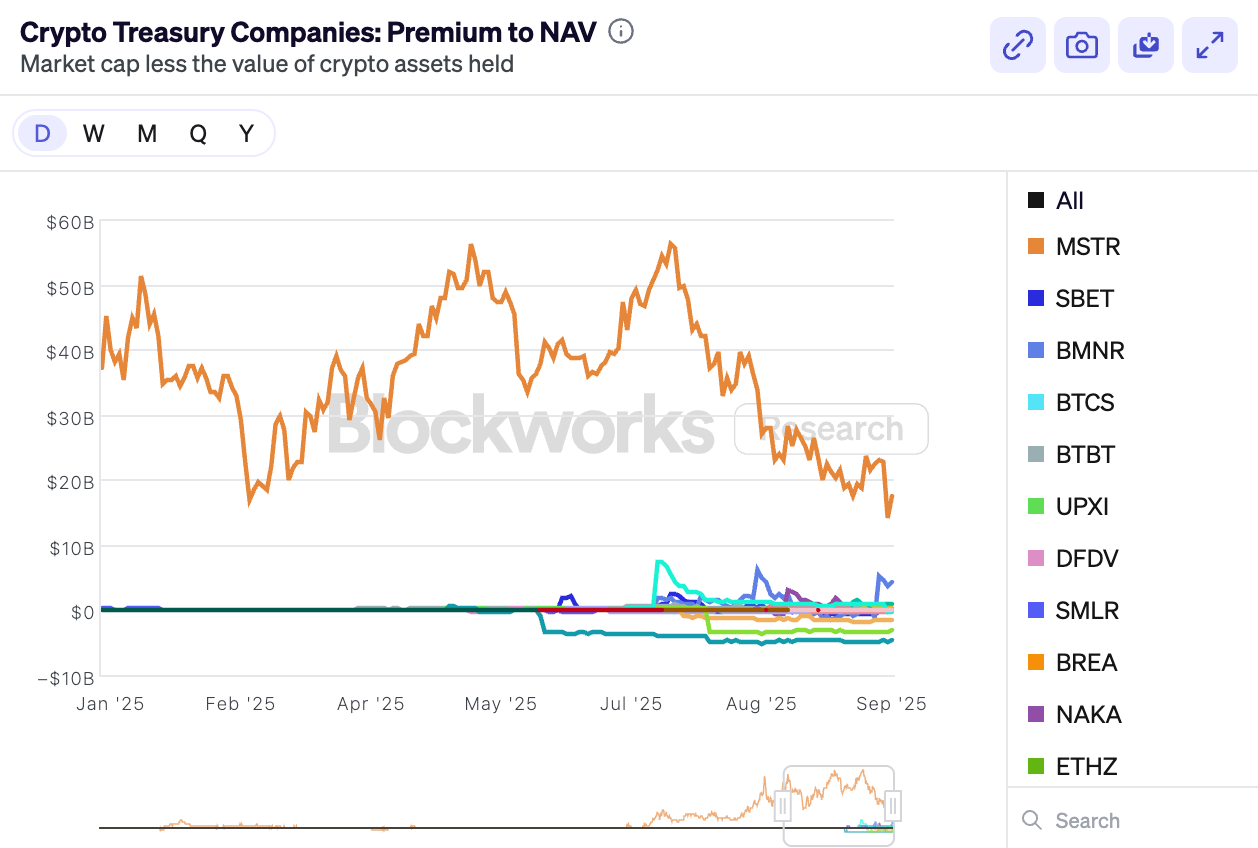 Crypto Treasury Companies: Premium to NAV
Market cap less the value of crypto assets held
D W M Q Y
$60B
$50B
$40B
$30B
$20B
$10B
$0
−$10B
Jan '25 Feb '25 Apr '25 May '25 Jul '25 Aug '25 Sep '25
Blockworks Research
All
MSTR
SBET
BMNR
BTCS
BTBT
UPXI
DFDV
SMLR
BREA
NAKA
ETHZ
Search